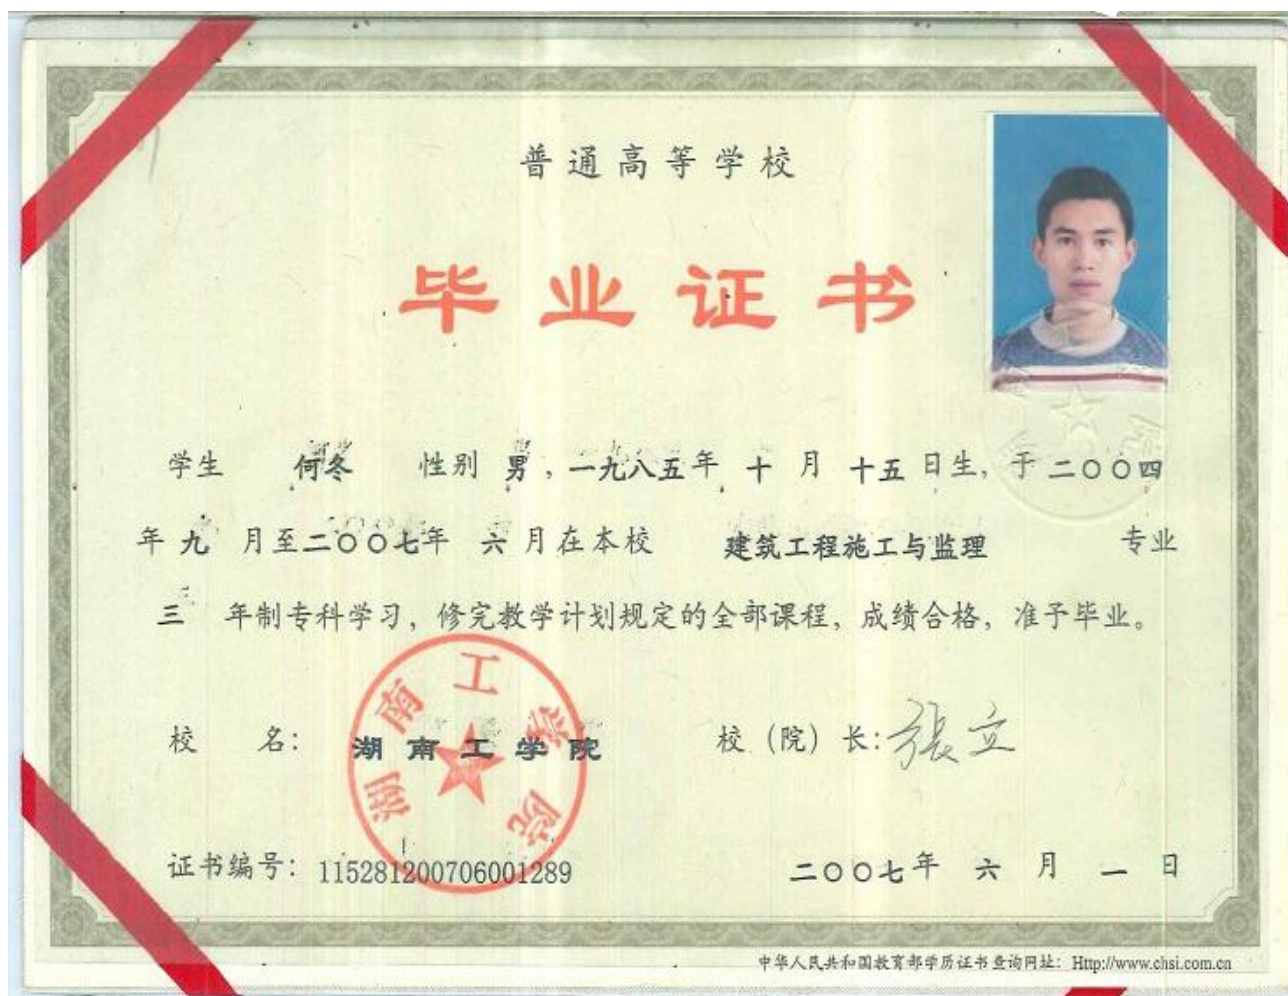 普通高等学校
毕业证书
学生 何冬 性别 男，一九八五年 十 月 十五 日生，于 二〇〇四
年 九 月至二〇〇七年 六 月在本校 建筑工程施工与监理 专业
三 年制专科学习，修完教学计划规定的全部课程，成绩合格，准予毕业。
校 名： 湖南工学院 校（院）长：张立
湖南工学院
证书编号：115281200706001289 二〇〇七年 六 月 一 日
中华人民共和国教育部学历证书查询网址：Http://www.chsi.com.cn